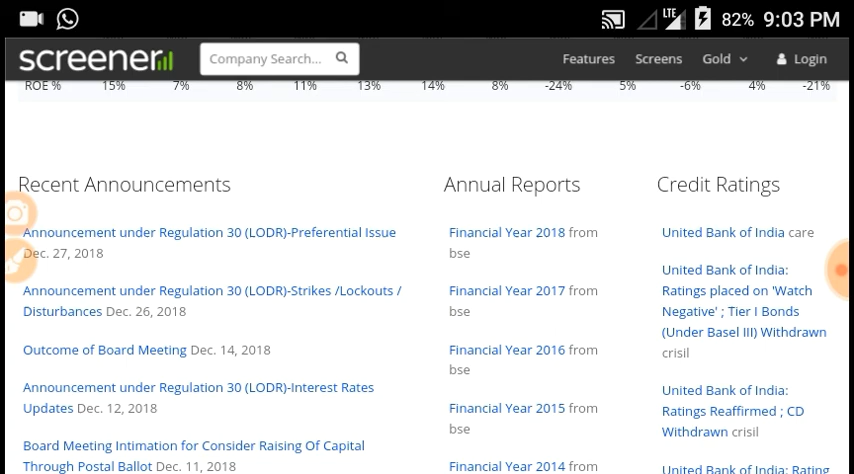 LTE 82% 9:03 PM
screener Company Search... Features Screens Gold Login
ROE % 15% 7% 8% 11% 13% 14% 8% -24% 5% -6% 4% -21%
Recent Announcements
Announcement under Regulation 30 (LODR)-Preferential Issue
Dec. 27, 2018
Announcement under Regulation 30 (LODR)-Strikes /Lockouts /
Disturbances Dec. 26, 2018
Outcome of Board Meeting Dec. 14, 2018
Announcement under Regulation 30 (LODR)-Interest Rates
Updates Dec. 12, 2018
Board Meeting Intimation for Consider Raising Of Capital
Through Postal Ballot Dec. 11, 2018
Annual Reports
Financial Year 2018 from
bse
Financial Year 2017 from
bse
Financial Year 2016 from
bse
Financial Year 2015 from
bse
Financial Year 2014 from
Credit Ratings
United Bank of India care
United Bank of India:
Ratings placed on 'Watch
Negative' ; Tier I Bonds
(Under Basel III) Withdrawn
crisil
United Bank of India:
Ratings Reaffirmed ; CD
Withdrawn crisil
United Bank of India: Rating